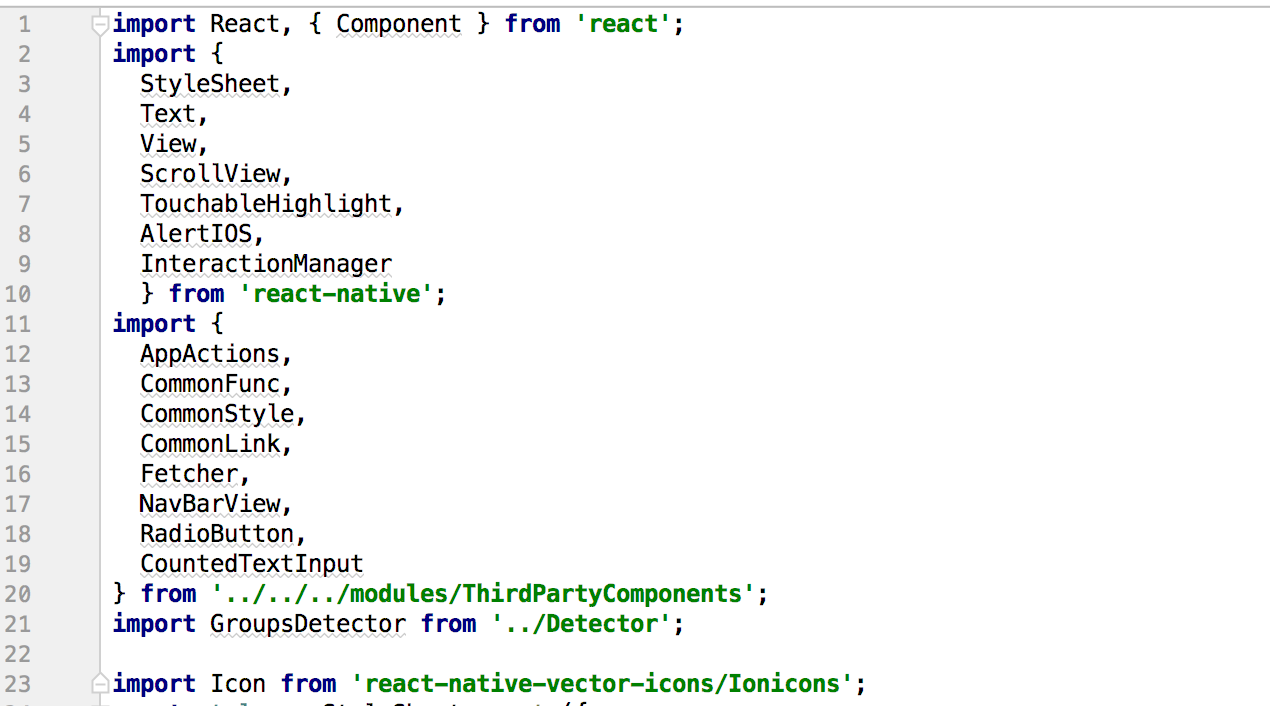 1 import React, { Component } from 'react';
2 import {
3 StyleSheet,
4 Text,
5 View,
6 ScrollView,
7 TouchableHighlight,
8 AlertIOS,
9 InteractionManager
10 } from 'react-native';
11 import {
12 AppActions,
13 CommonFunc,
14 CommonStyle,
15 CommonLink,
16 Fetcher,
17 NavBarView,
18 RadioButton,
19 CountedTextInput
20 } from '../../../modules/ThirdPartyComponents';
21 import GroupsDetector from '../Detector';
22
23 import Icon from 'react-native-vector-icons/Ionicons';